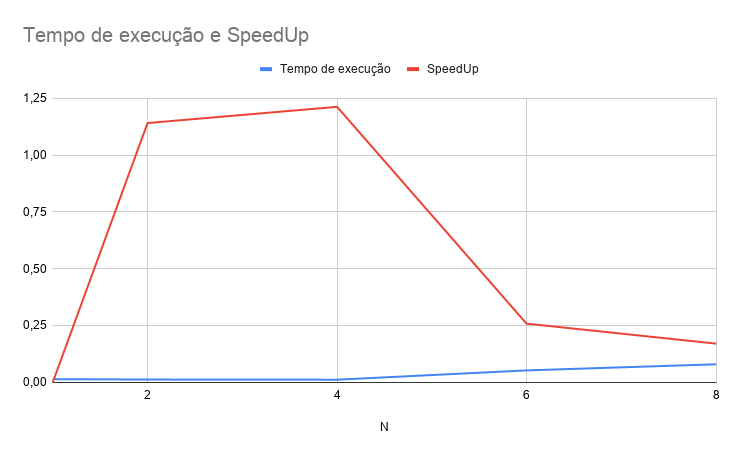 Tempo de execução e SpeedUp
Tempo de execução SpeedUp
1,25
1,00
0,75
0,50
0,25
0,00
2 4 6 8
N